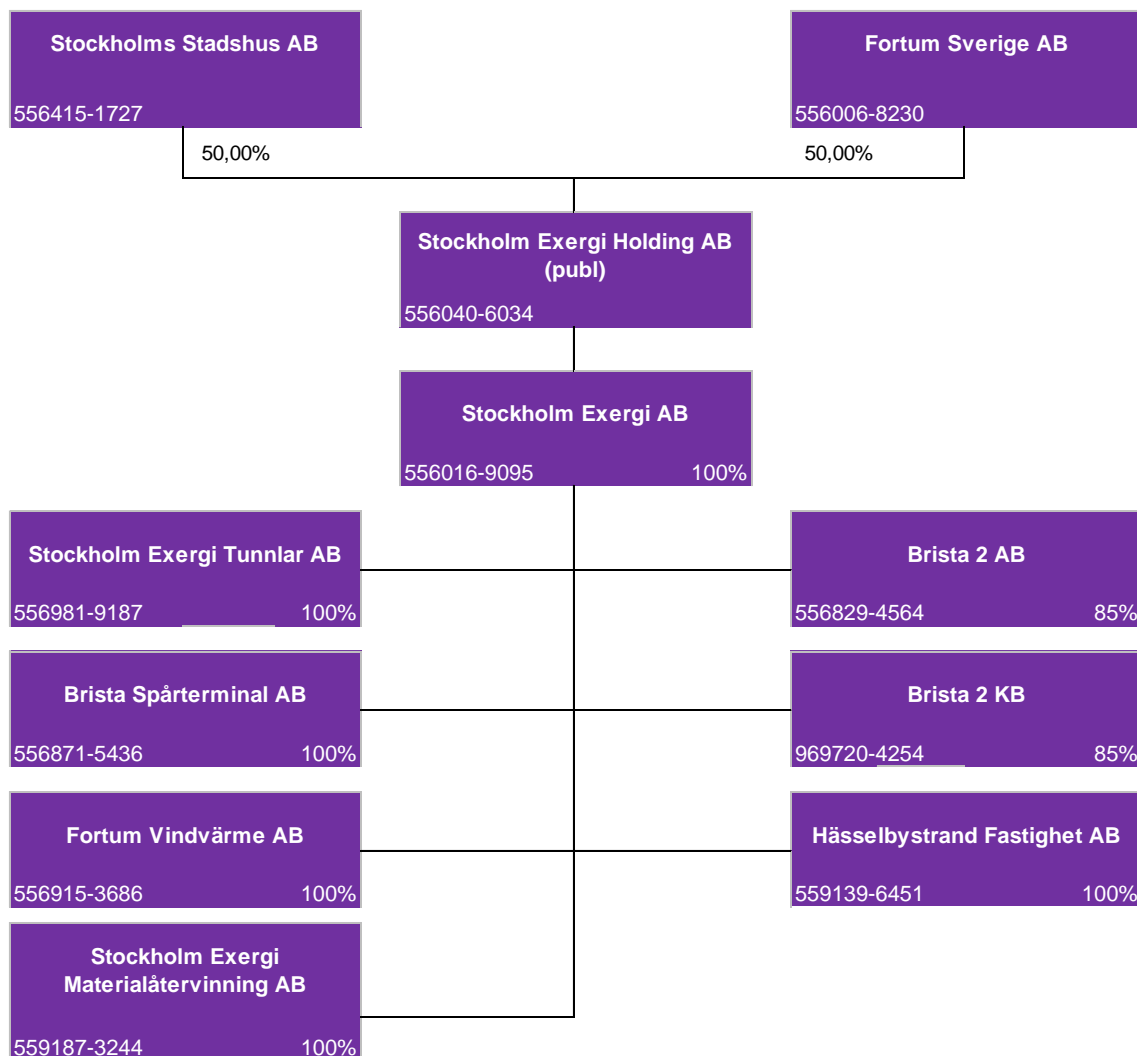 Stockholms Stadshus AB
556415-1727
Fortum Sverige AB
556006-8230
50,00%
50,00%
Stockholm Exergi Holding AB
(publ)
556040-6034
Stockholm Exergi AB
556016-9095 100%
Stockholm Exergi Tunnlar AB
556981-9187 100%
Brista 2 AB
556829-4564 85%
Brista Spårterminal AB
556871-5436 100%
Brista 2 KB
969720-4254 85%
Fortum Vindvärme AB
556915-3686 100%
Hässelbystrand Fastighet AB
559139-6451 100%
Stockholm Exergi
Materialåtervinning AB
559187-3244 100%